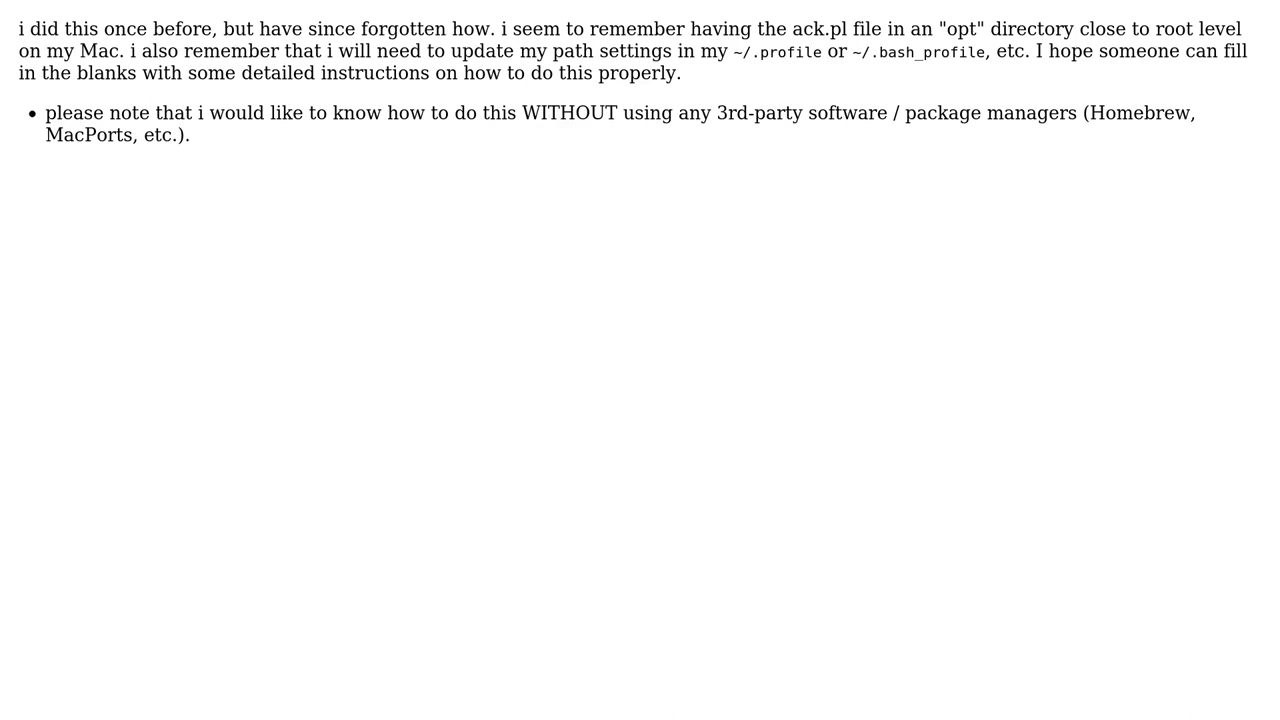 i did this once before, but have since forgotten how. i seem to remember having the ack.pl file in an "opt" directory close to root level
on my Mac. i also remember that i will need to update my path settings in my ~/.profile or ~/.bash_profile, etc. I hope someone can fill
in the blanks with some detailed instructions on how to do this properly.
• please note that i would like to know how to do this WITHOUT using any 3rd-party software / package managers (Homebrew,
MacPorts, etc.).